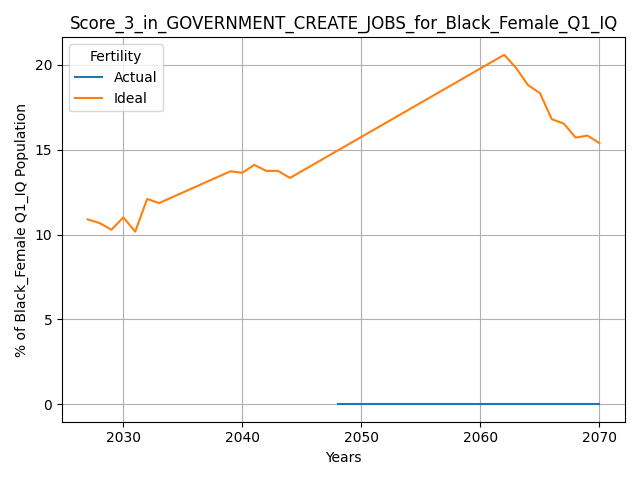 Score_3_in_GOVERNMENT_CREATE_JOBS_for_Black_Female_Q1_IQ
Fertility
Actual
Ideal
% of Black_Female Q1_IQ Population
20
15
10
5
0
2030 2040 2050 2060 2070
Years